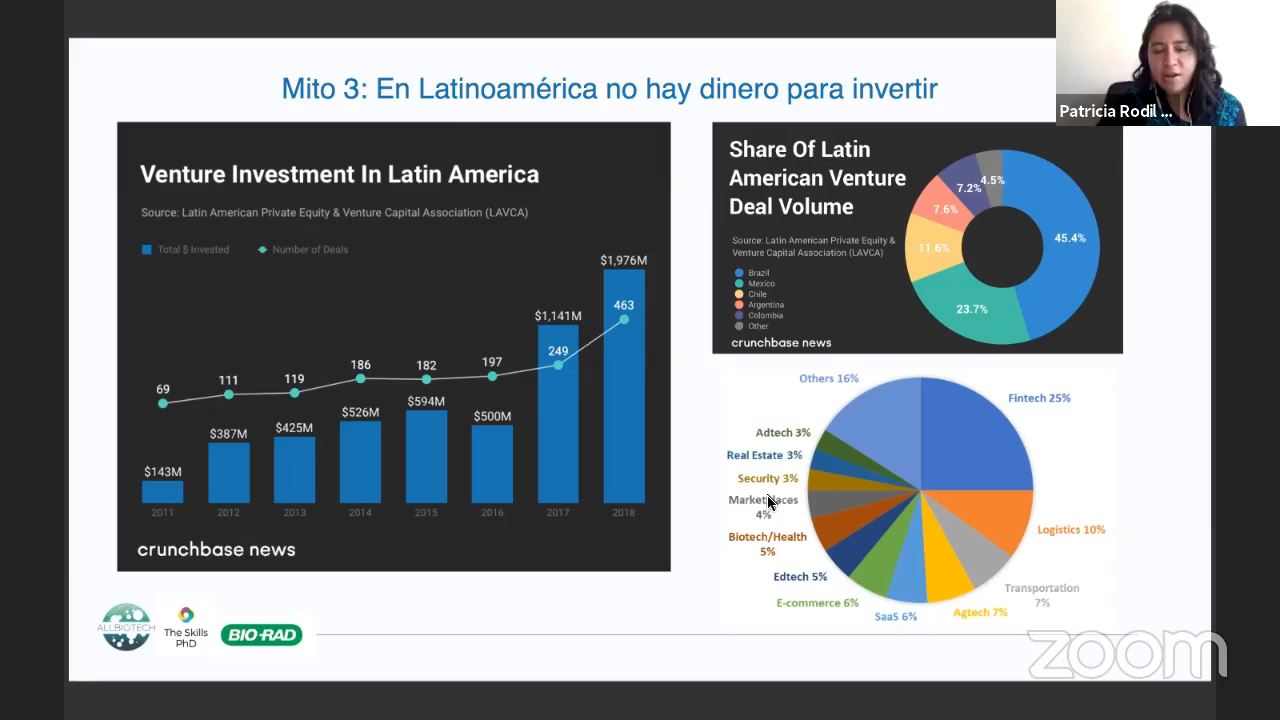 Mito 3: En Latinoamérica no hay dinero para invertir
Patricia Rodil ...
Venture Investment In Latin America
Source: Latin American Private Equity & Venture Capital Association (LAVCA)
Total $ Invested
Number of Deals
$1,976M
463
$1,141M
249
186
182
197
69
111
119
$594M
$526M
$500M
$387M
$425M
$143M
2011
2012
2013
2014
2015
2016
2017
2018
crunchbase news
Share Of Latin
American Venture
Deal Volume
Source: Latin American Private Equity &
Venture Capital Association (LAVCA)
Brazil
Mexico
Chile
Argentina
Colombia
Other
crunchbase news
4.5%
7.2%
7.6%
11.6%
23.7%
45.4%
Others 16%
Fintech 25%
Adtech 3%
Real Estate 3%
Security 3%
Marketplaces
4%
Biotech/Health
5%
Edtech 5%
E-commerce 6%
SaaS 6%
Agtech 7%
Transportation
7%
Logistics 10%
ALLBIOTECH
The Skills
PhD
BIO-RAD
zoom